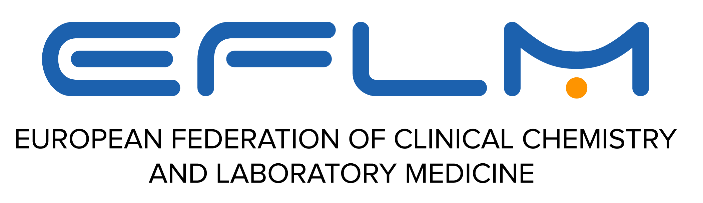 EFLM
EUROPEAN FEDERATION OF CLINICAL CHEMISTRY
AND LABORATORY MEDICINE